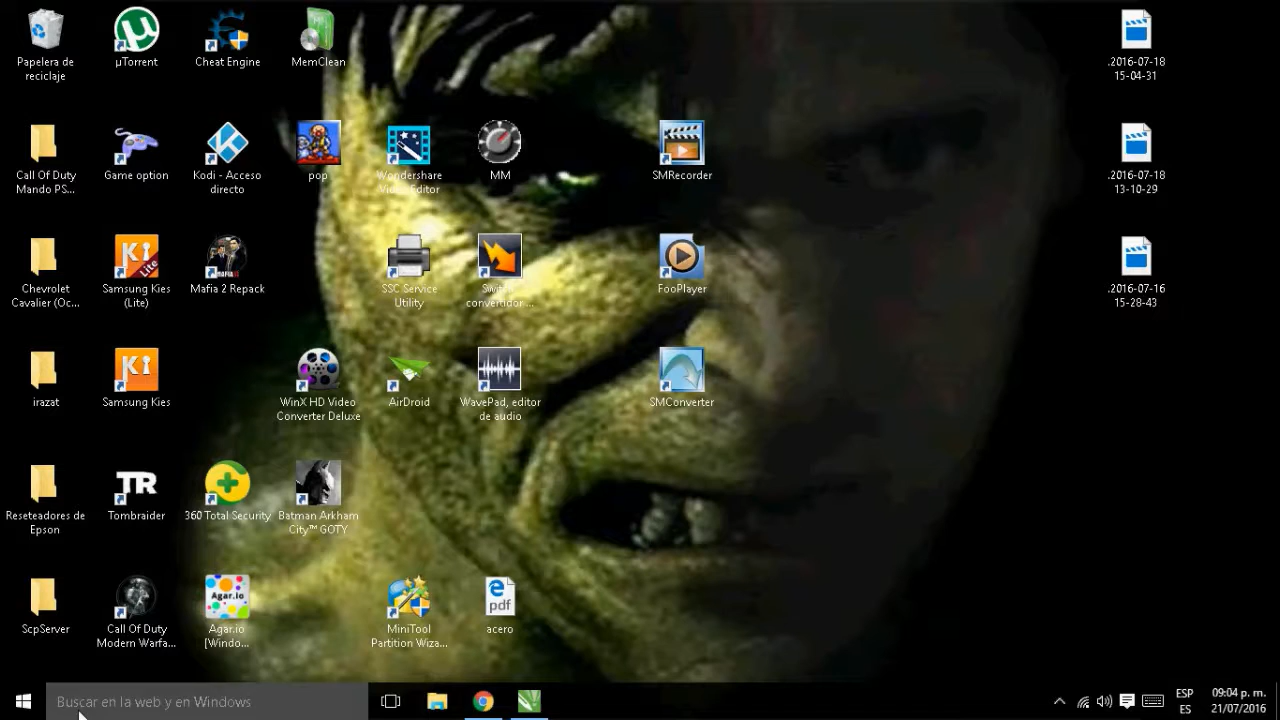 Papelera de
reciclaje
µTorrent
Cheat Engine
MemClean
.2016-07-18
15-04-31
Call Of Duty
Mando PS...
Game option
Kodi - Acceso
directo
pop
Wondershare
Video Editor
MM
SMRecorder
.2016-07-18
13-10-29
Chevrolet
Cavalier (Oc...
Samsung Kies
(Lite)
Mafia 2 Repack
SSC Service
Utility
Switch
convertidor ...
FooPlayer
.2016-07-16
15-28-43
irazat
Samsung Kies
WinX HD Video
Converter Deluxe
AirDroid
WavePad, editor
de audio
SMConverter
Reseteadores de
Epson
TR
Tombraider
360 Total Security
Batman Arkham
City™ GOTY
ScpServer
Call Of Duty
Modern Warfa...
Agar.io
Agar.io
[Windo...
MiniTool
Partition Wiza...
pdf
acero
Buscar en la web y en Windows
ESP
ES
09:04 p. m.
21/07/2016